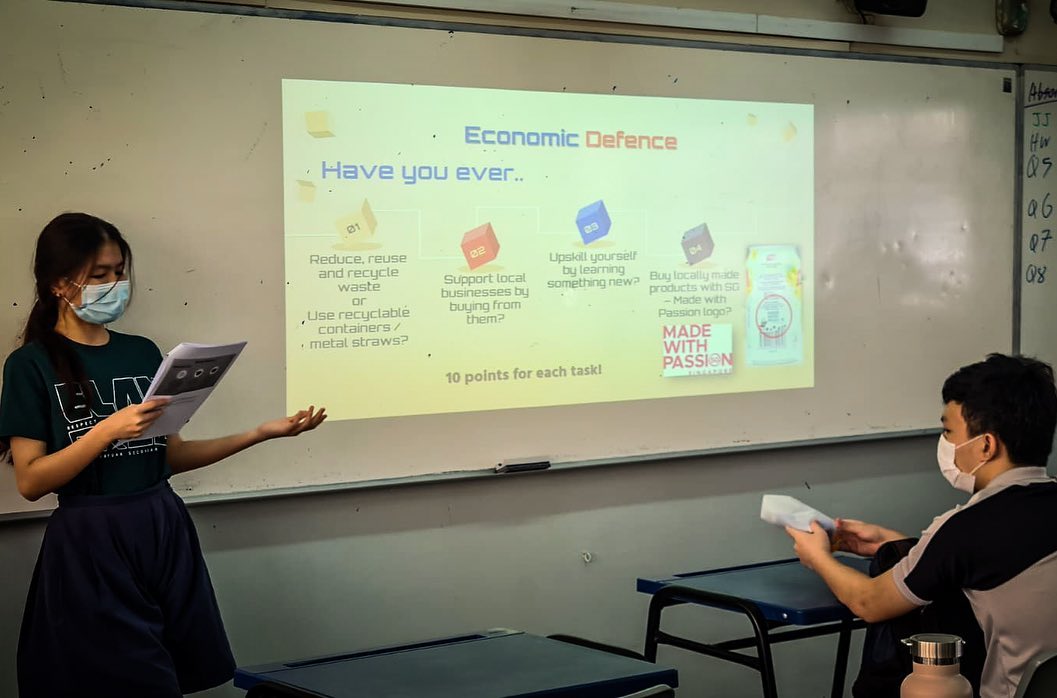 Economic Defence
Have you ever..
01
Reduce, reuse
and recycle
waste
or
Use recyclable
containers /
metal straws?
02
Support local
businesses by
buying from
them?
03
Upskill yourself
by learning
something new?
04
Buy locally made
products with SG
– Made with
Passion logo?
MADE
WITH
PASSION
SINGAPORE
10 points for each task!
JJ
HW
Q5
Q6
Q7
Q8
PLAY